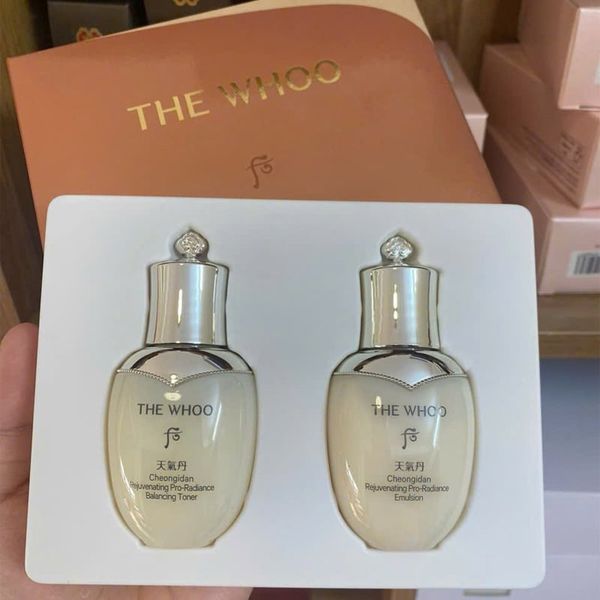 THE WHOO
THE WHOO
天氣丹
Cheongidan
Rejuvenating Pro-Radiance
Balancing Toner
THE WHOO
天氣丹
Cheongidan
Rejuvenating Pro-Radiance
Emulsion